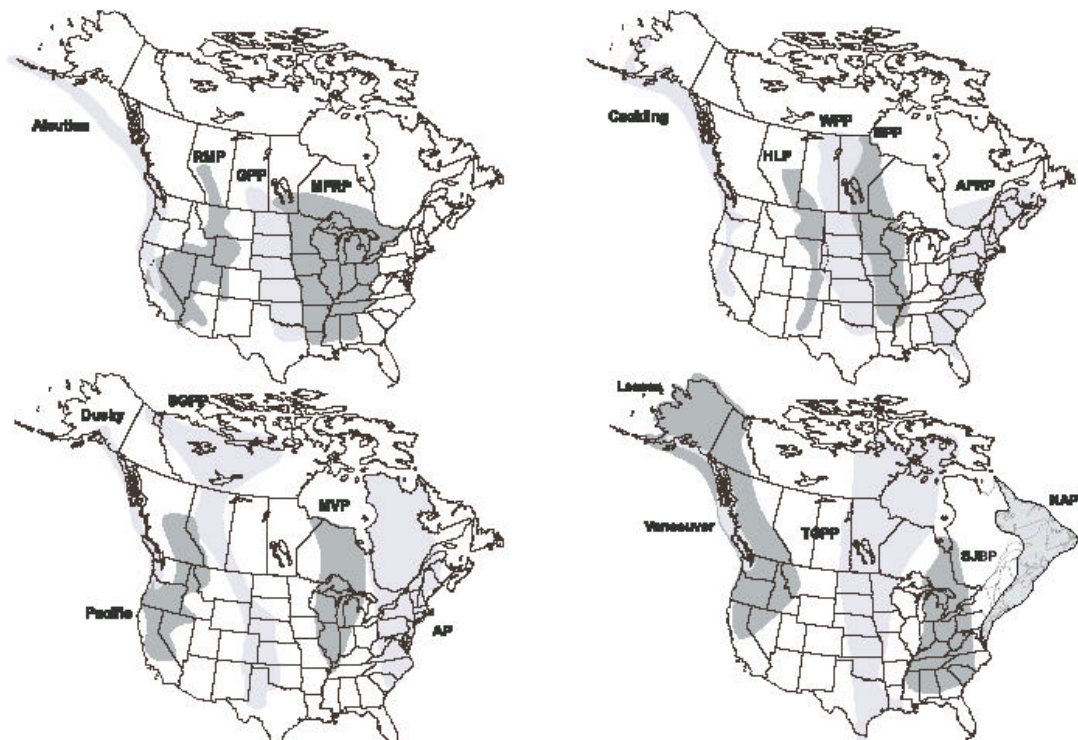 Aleutian
RMP
GPP
MFRP
Cackling
HLP
WPP
EPP
AFRP
Dusky
SGPP
Pacific
MVP
AP
Lesser
Vancouver
TGPP
SJBP
NAP